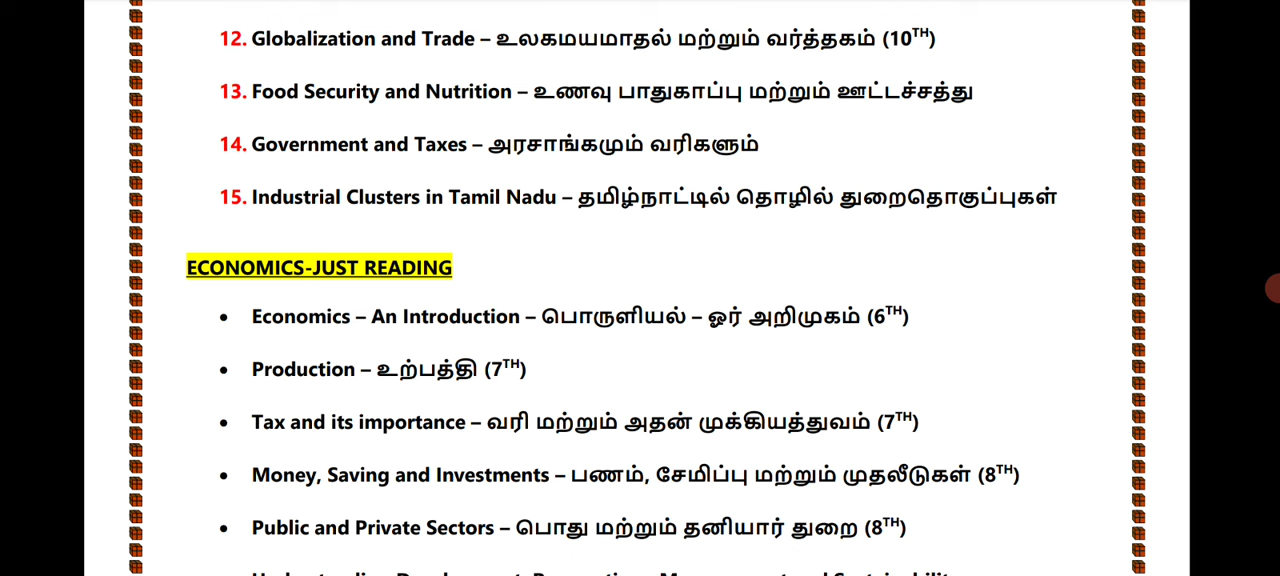 12. Globalization and Trade – உலகமயமாதல் மற்றும் வர்த்தகம் (10TH)
13. Food Security and Nutrition – உணவு பாதுகாப்பு மற்றும் ஊட்டச்சத்து
14. Government and Taxes – அரசாங்கமும் வரிகளும்
15. Industrial Clusters in Tamil Nadu – தமிழ்நாட்டில் தொழில் துறைதொகுப்புகள்
ECONOMICS-JUST READING
• Economics – An Introduction – பொருளியல் – ஓர் அறிமுகம் (6TH)
• Production – உற்பத்தி (7TH)
• Tax and its importance – வரி மற்றும் அதன் முக்கியத்துவம் (7TH)
• Money, Saving and Investments – பணம், சேமிப்பு மற்றும் முதலீடுகள் (8TH)
• Public and Private Sectors – பொது மற்றும் தனியார் துறை (8TH)